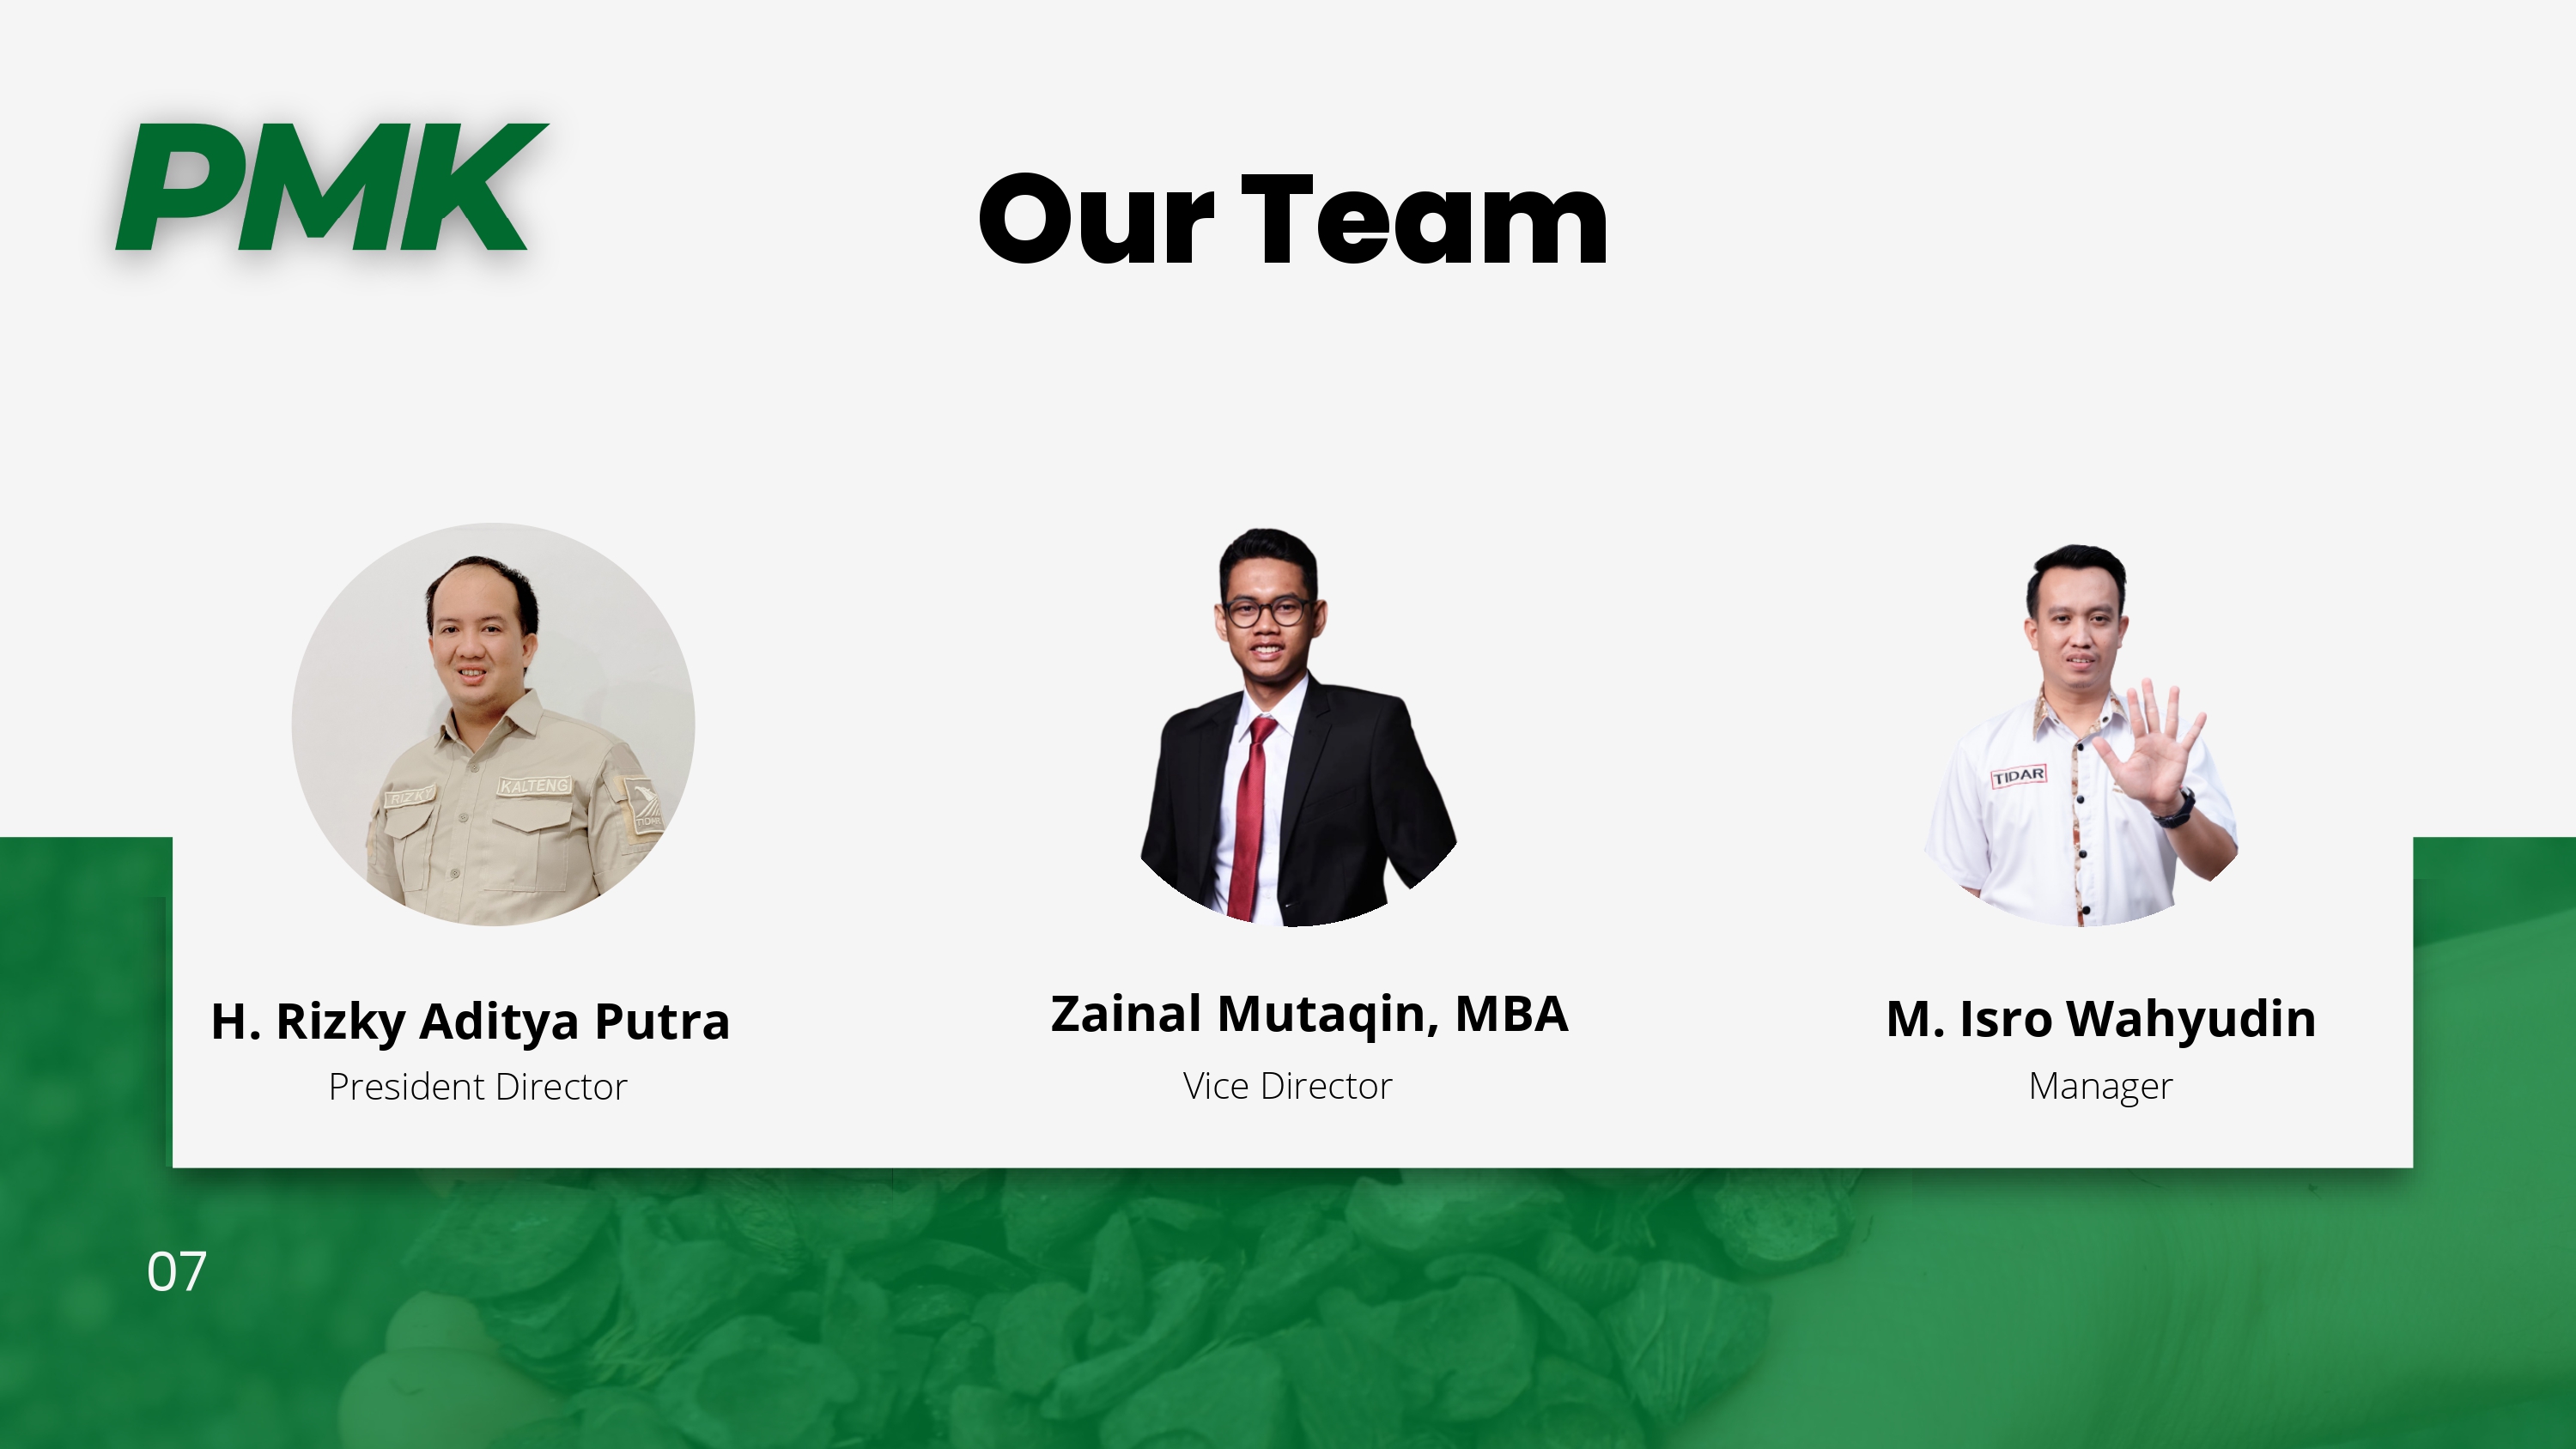 PMK
Our Team
RIZKY
KALTENG
TIDAR
TIDAR
H. Rizky Aditya Putra
President Director
Zainal Mutaqin, MBA
Vice Director
M. Isro Wahyudin
Manager
07